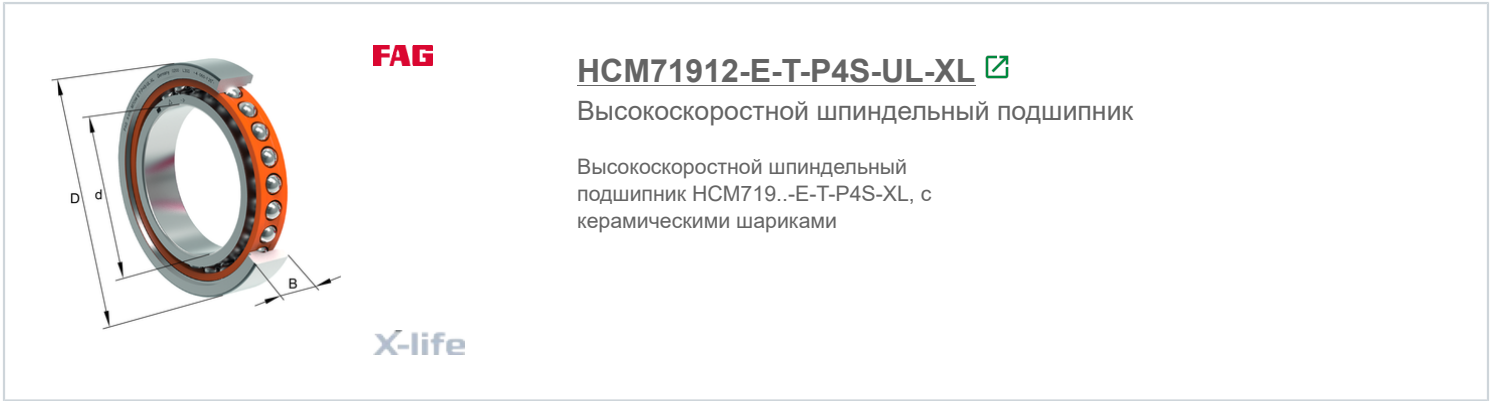 FAG
HCM71912-E-T-P4S-UL-XL
Высокоскоростной шпиндельный подшипник
Высокоскоростной шпиндельный
подшипник HCM719..-E-T-P4S-XL, с
керамическими шариками
D
d
B
X-life